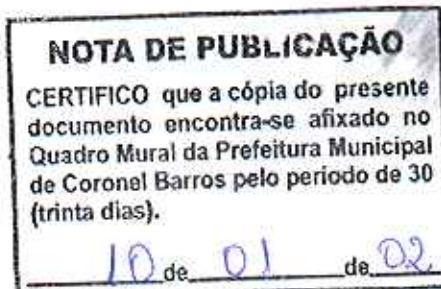 NOTA DE PUBLICAÇÃO
CERTIFICO que a cópia do presente
documento encontra-se afixado no
Quadro Mural da Prefeitura Municipal
de Coronel Barros pelo período de 30
(trinta dias).
10 de 01 de 02